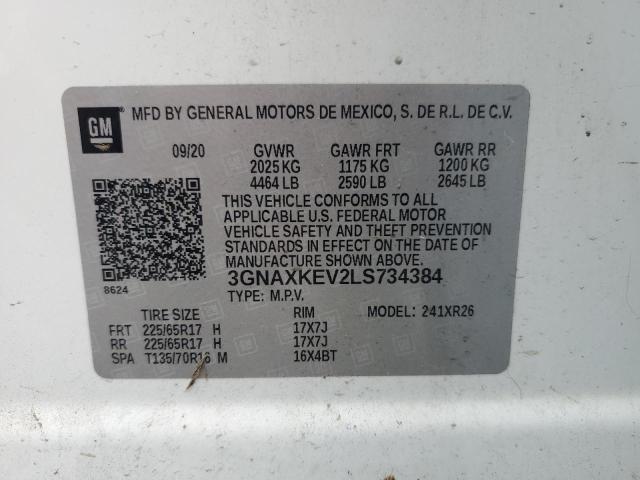 GM MFD BY GENERAL MOTORS DE MEXICO, S. DE R.L. DE C.V.
09/20 GVWR GAWR FRT GAWR RR
2025 KG 1175 KG 1200 KG
4464 LB 2590 LB 2645 LB
THIS VEHICLE CONFORMS TO ALL
APPLICABLE U.S. FEDERAL MOTOR
VEHICLE SAFETY AND THEFT PREVENTION
STANDARDS IN EFFECT ON THE DATE OF
MANUFACTURE SHOWN ABOVE.
3GNAXKEV2LS734384
8624 TYPE: M.P.V.
TIRE SIZE RIM MODEL: 241XR26
FRT 225/65R17 H 17X7J
RR 225/65R17 H 17X7J
SPA T135/70R16 M 16X4BT